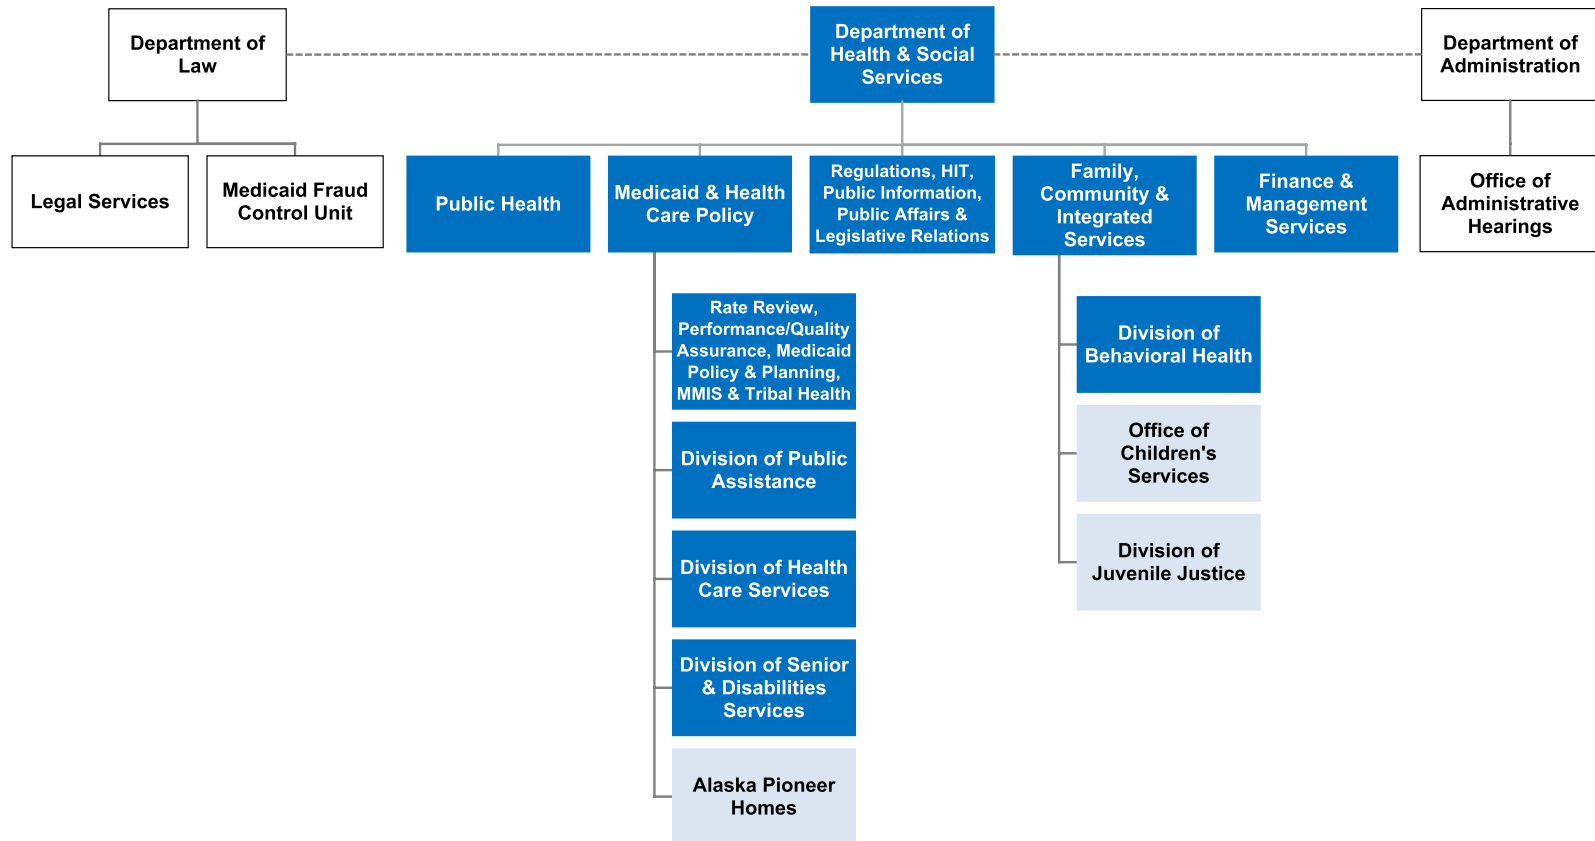 Department of
Law
Department of
Health & Social
Services
Department of
Administration
Legal Services
Medicaid Fraud
Control Unit
Public Health
Medicaid & Health
Care Policy
Regulations, HIT,
Public Information,
Public Affairs &
Legislative Relations
Family,
Community &
Integrated
Services
Finance &
Management
Services
Office of
Administrative
Hearings
Rate Review,
Performance/Quality
Assurance, Medicaid
Policy & Planning,
MMIS & Tribal Health
Division of Public
Assistance
Division of Health
Care Services
Division of Senior
& Disabilities
Services
Alaska Pioneer
Homes
Division of
Behavioral Health
Office of
Children's
Services
Division of
Juvenile Justice